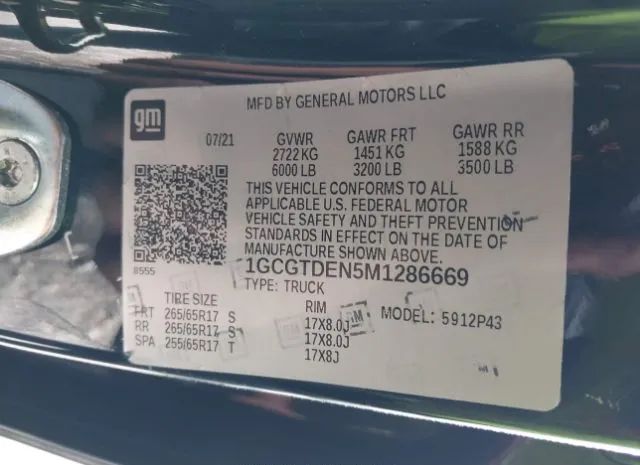 gm
MFD BY GENERAL MOTORS LLC
07/21 GVWR GAWR FRT GAWR RR
2722 KG 1451 KG 1588 KG
6000 LB 3200 LB 3500 LB
THIS VEHICLE CONFORMS TO ALL
APPLICABLE U.S. FEDERAL MOTOR
VEHICLE SAFETY AND THEFT PREVENTION
STANDARDS IN EFFECT ON THE DATE OF
MANUFACTURE SHOWN ABOVE.
8555
1GCGTDEN5M1286669
TYPE: TRUCK
TIRE SIZE RIM
FRT 265/65R17 S 17X8.0J MODEL: 5912P43
RR 265/65R17 S 17X8.0J
SPA 255/65R17 T 17X8J
GM
GM